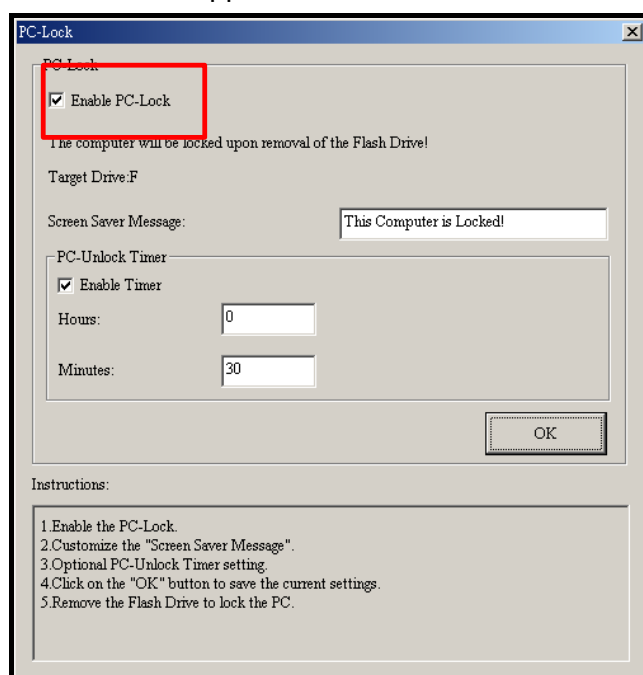 PC-Lock
PC-Lock
Enable PC-Lock
The computer will be locked upon removal of the Flash Drive!
Target Drive:F
Screen Saver Message: This Computer is Locked!
PC-Unlock Timer
Enable Timer
Hours: 0
Minutes: 30
OK
Instructions:
1.Enable the PC-Lock.
2.Customize the "Screen Saver Message".
3.Optional PC-Unlock Timer setting.
4.Click on the "OK" button to save the current settings.
5.Remove the Flash Drive to lock the PC.